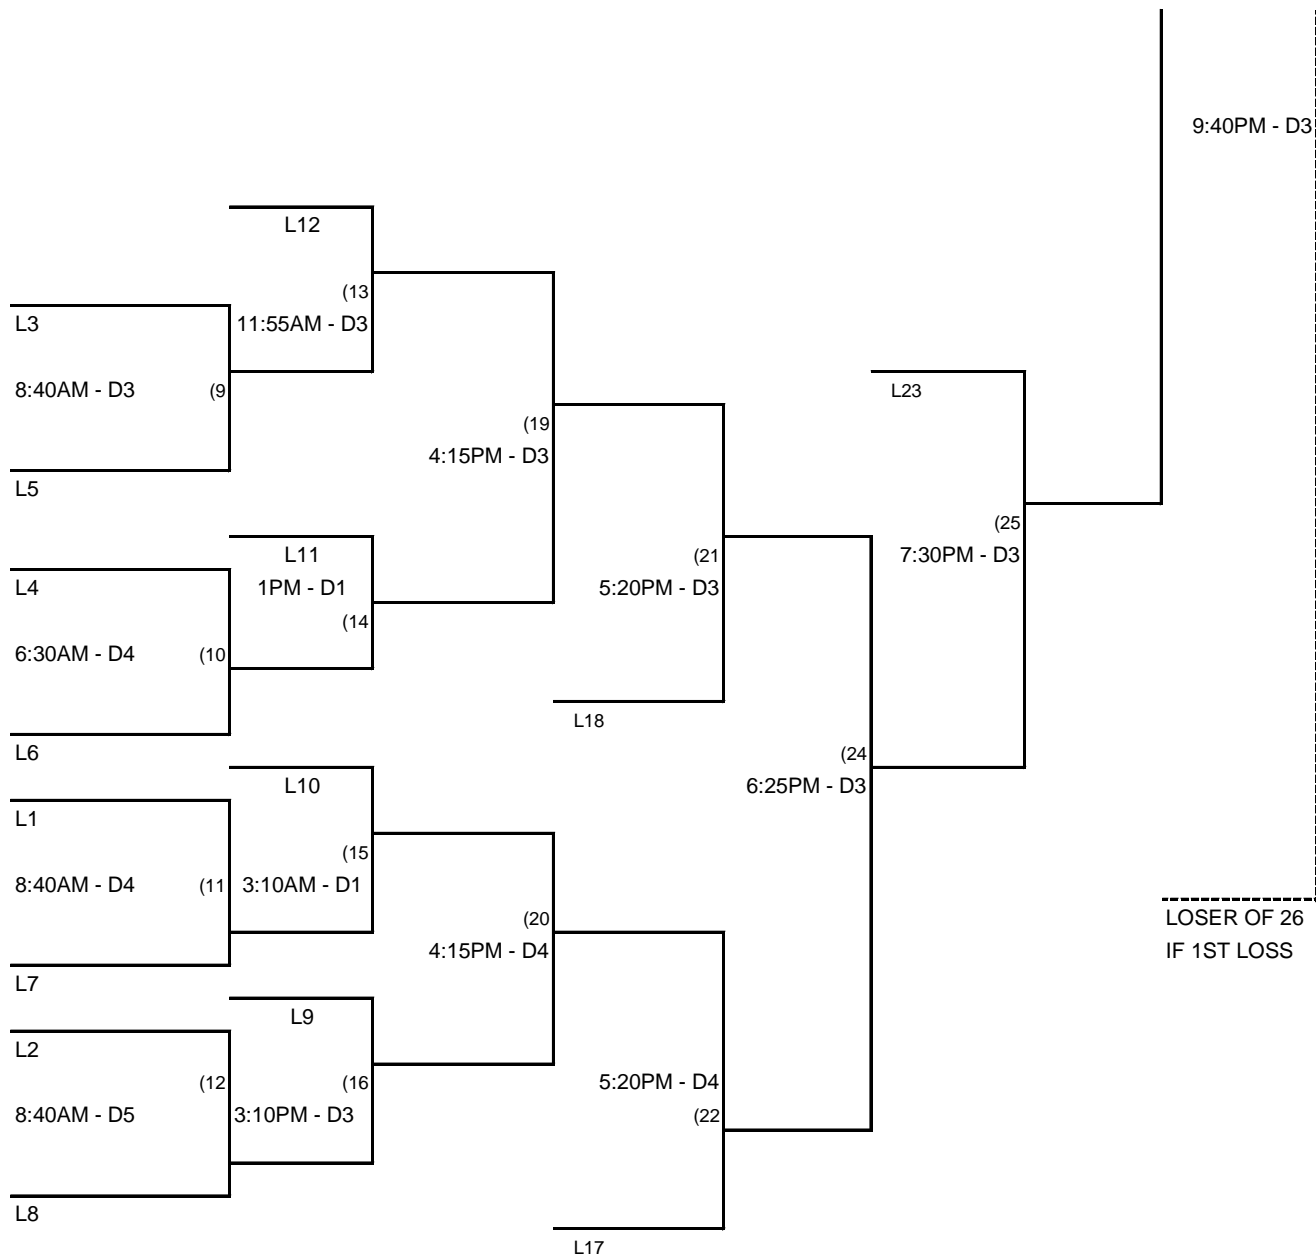 9:40PM - D3
L12
(13
L3
11:55AM - D3
8:40AM - D3
(9
L23
(19
4:15PM - D3
L5
(25
L11
7:30PM - D3
(21
L4
1PM - D1
5:20PM - D3
(14
6:30AM - D4
(10
L18
L6
(24
L10
6:25PM - D3
L1
(15
8:40AM - D4
(11
3:10AM - D1
(20
LOSER OF 26
4:15PM - D4
IF 1ST LOSS
L7
L9
L2
(12
(16
5:20PM - D4
8:40AM - D5
3:10PM - D3
(22
L8
L17